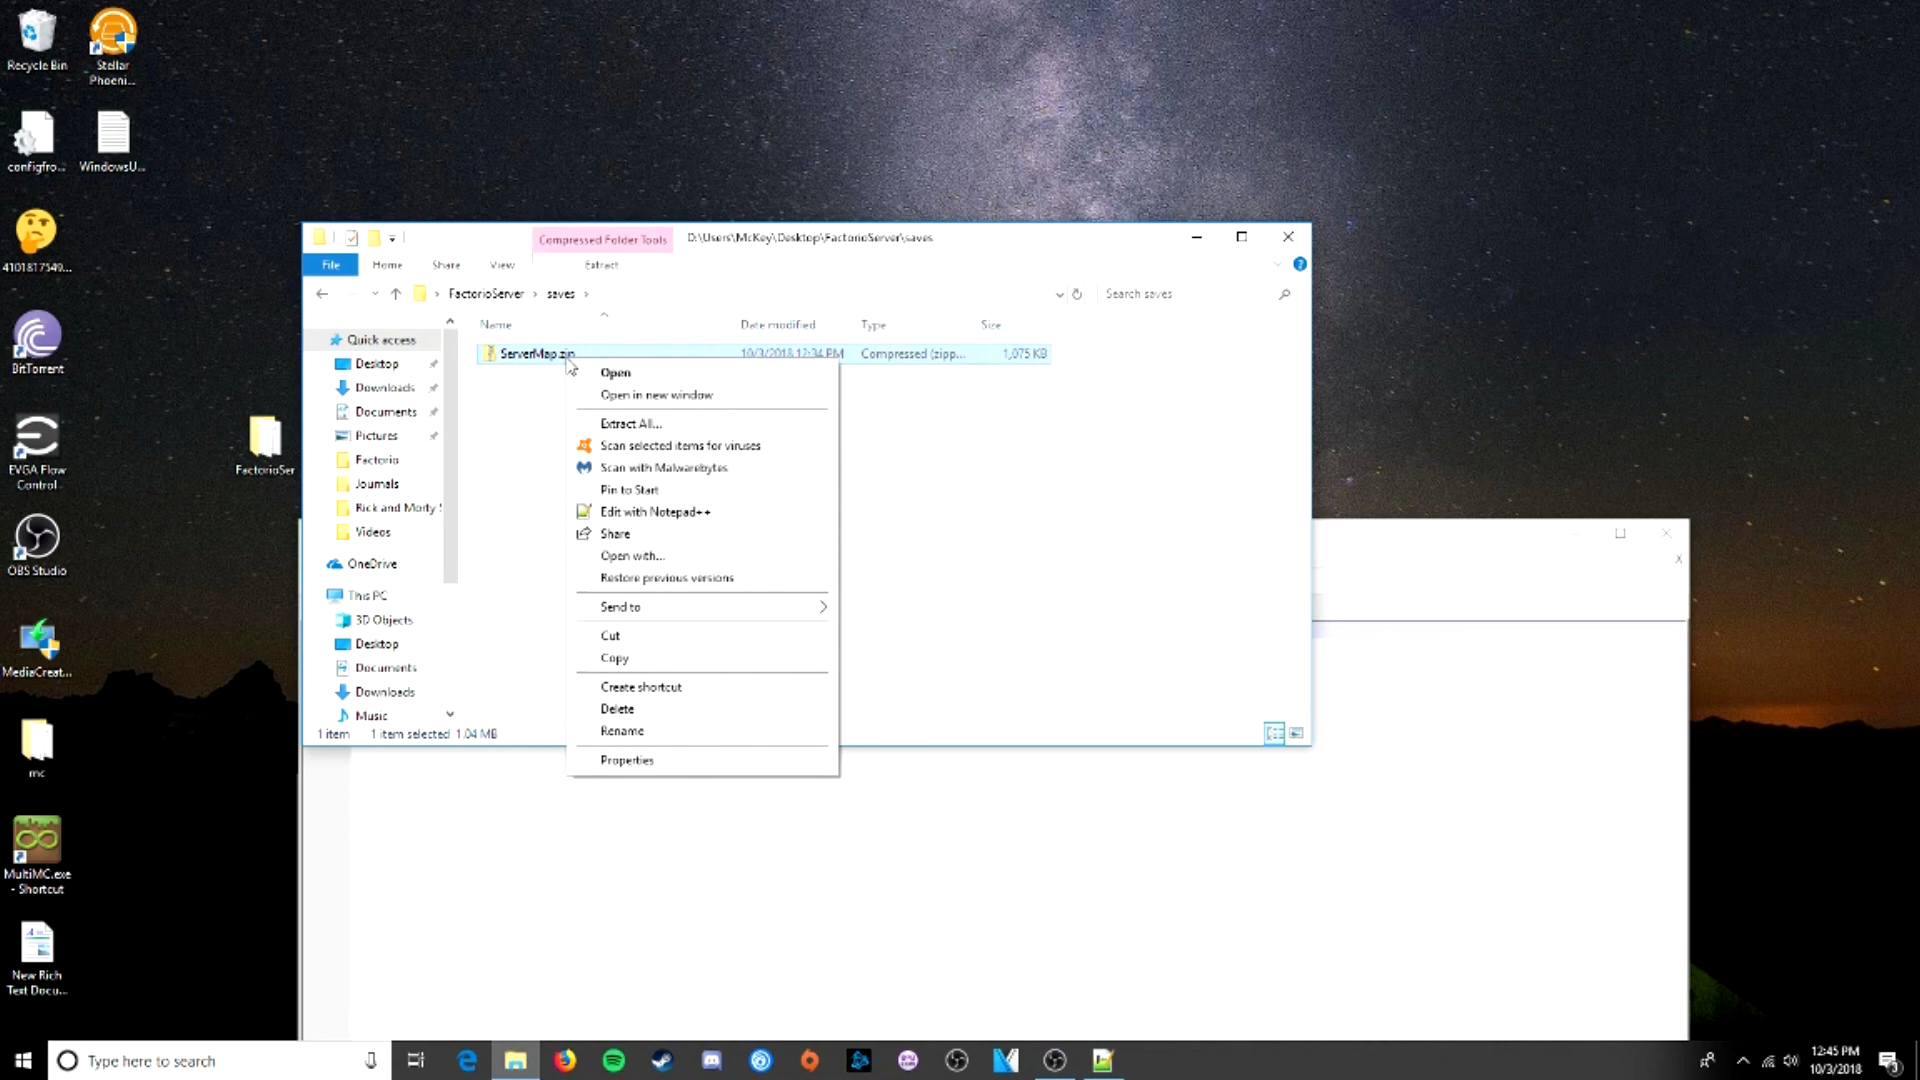 Recycle Bin
Stellar
Phoeni...
configfro...
WindowsU...
4101817549...
BitTorrent
EVGA Flow
Control
FactorioSer
OBS Studio
MediaCreat...
mc
MultiMC.exe
- Shortcut
New Rich
Text Docu...
Compressed Folder Tools
D:\Users\McKey\Desktop\FactorioServer\saves
File
Home
Share
View
Extract
FactorioServer
saves
Search saves
Name
Date modified
Type
Size
ServerMap.zip
10/3/2018 12:34 PM
Compressed (zipp...
1,075 KB
Quick access
Desktop
Downloads
Documents
Pictures
Factorio
Journals
Rick and Morty
Videos
OneDrive
This PC
3D Objects
Desktop
Documents
Downloads
Music
1 item
1 item selected 1.04 MB
Open
Open in new window
Extract All...
Scan selected items for viruses
Scan with Malwarebytes
Pin to Start
Edit with Notepad++
Share
Open with...
Restore previous versions
Send to
Cut
Copy
Create shortcut
Delete
Rename
Properties
Type here to search
12:45 PM
10/3/2018
3